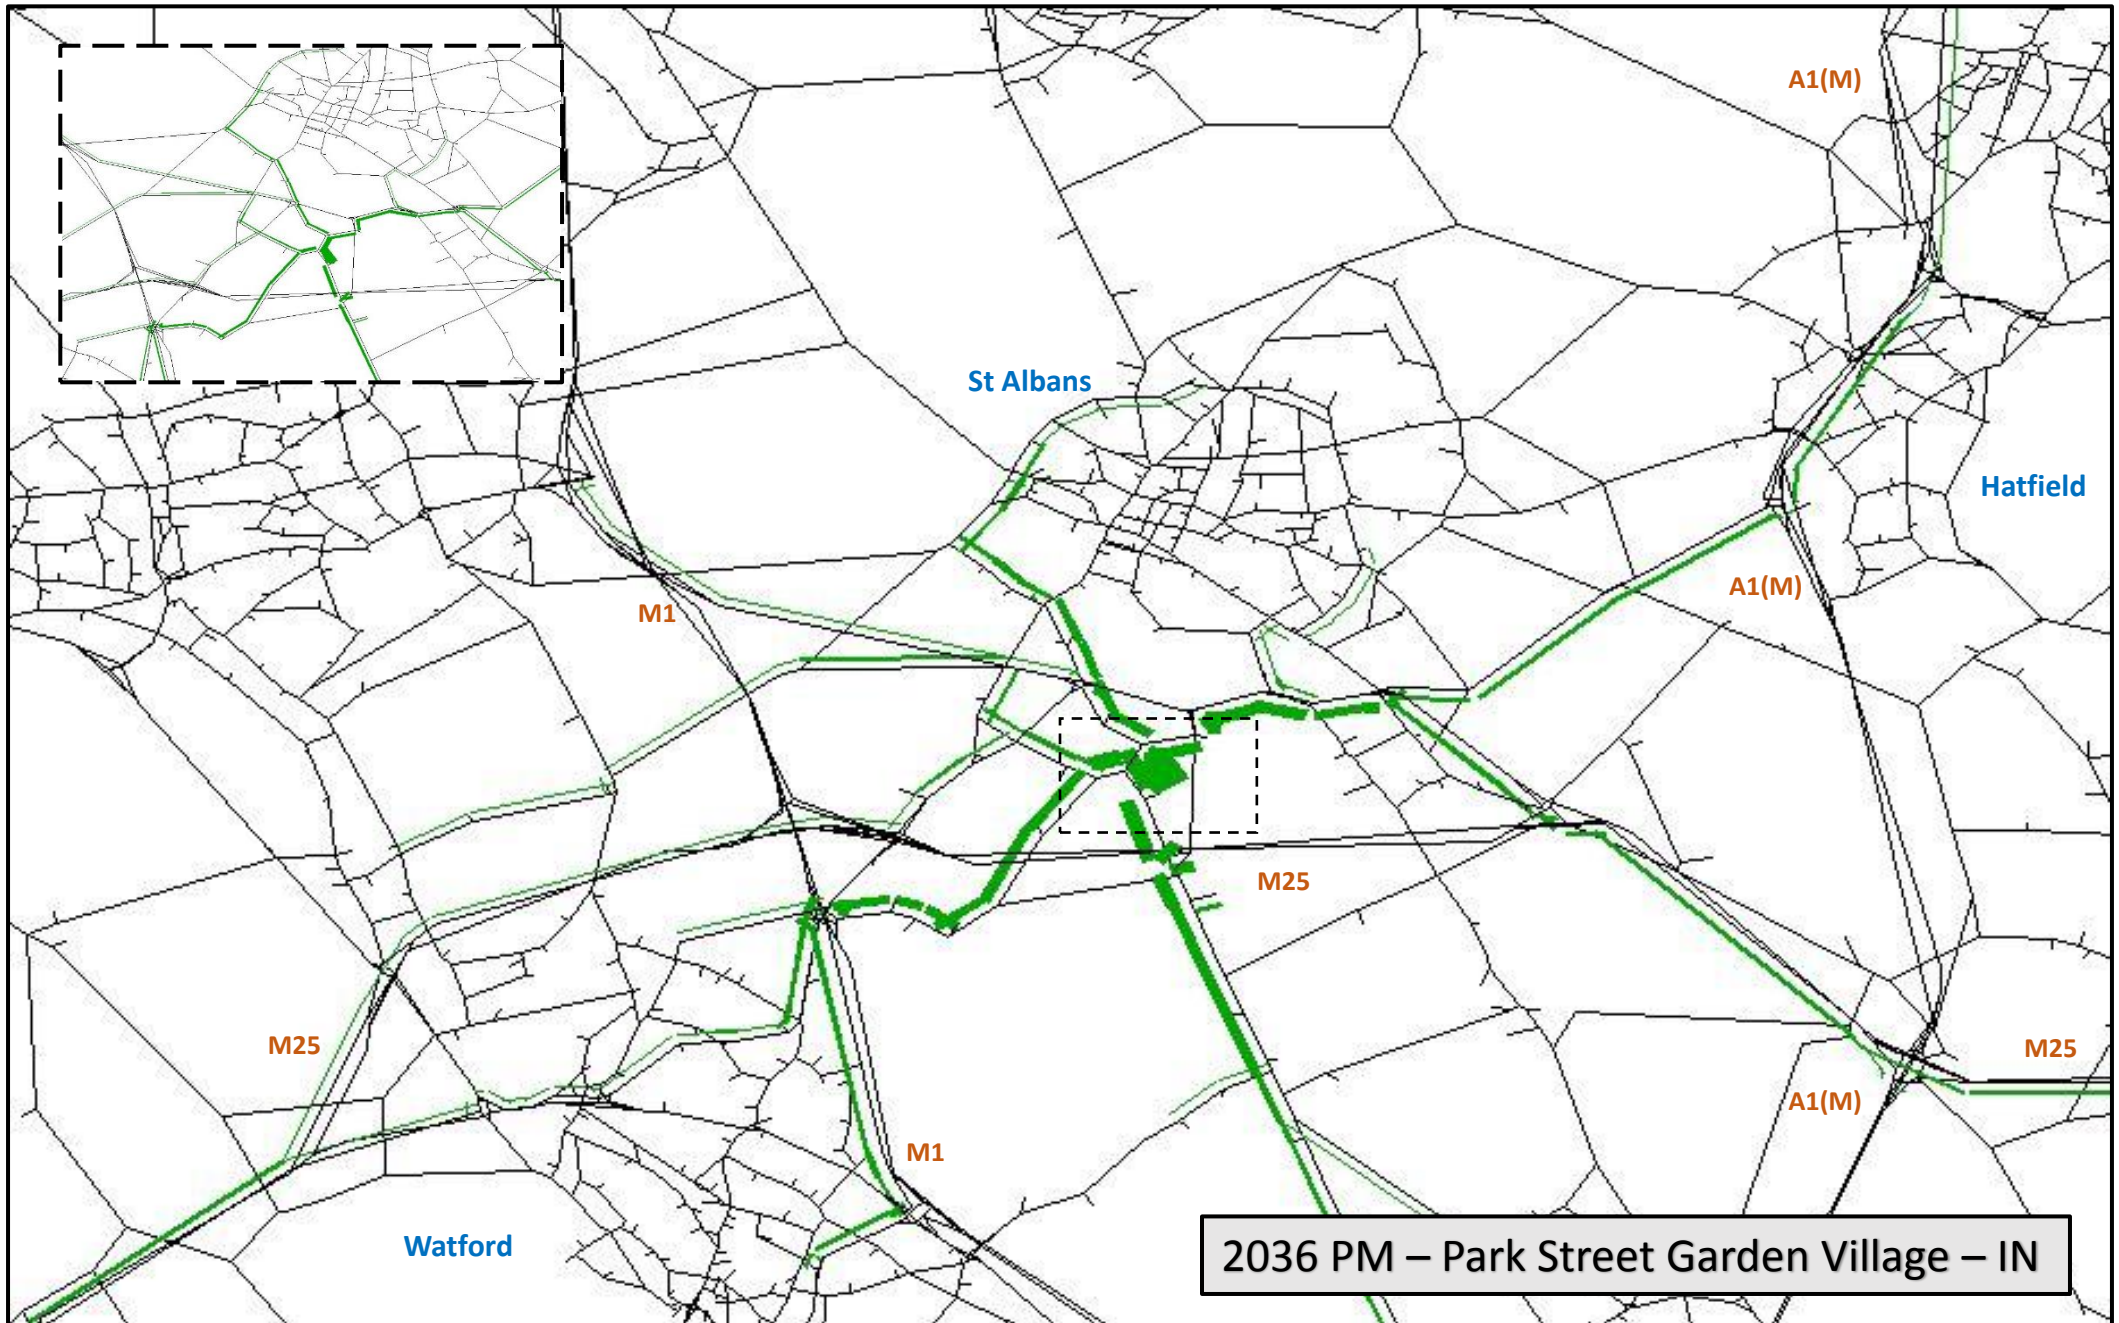 A1(M)
St Albans
Hatfield
A1(M)
M1
M25
M25
M25
A1(M)
M1
Watford
2036 PM – Park Street Garden Village – IN